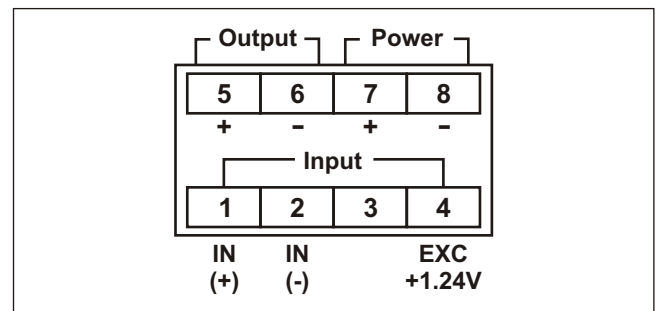 Output Power
5 6 7 8
+ – + –
Input
1 2 3 4
IN IN EXC
(+) (-) +1.24V